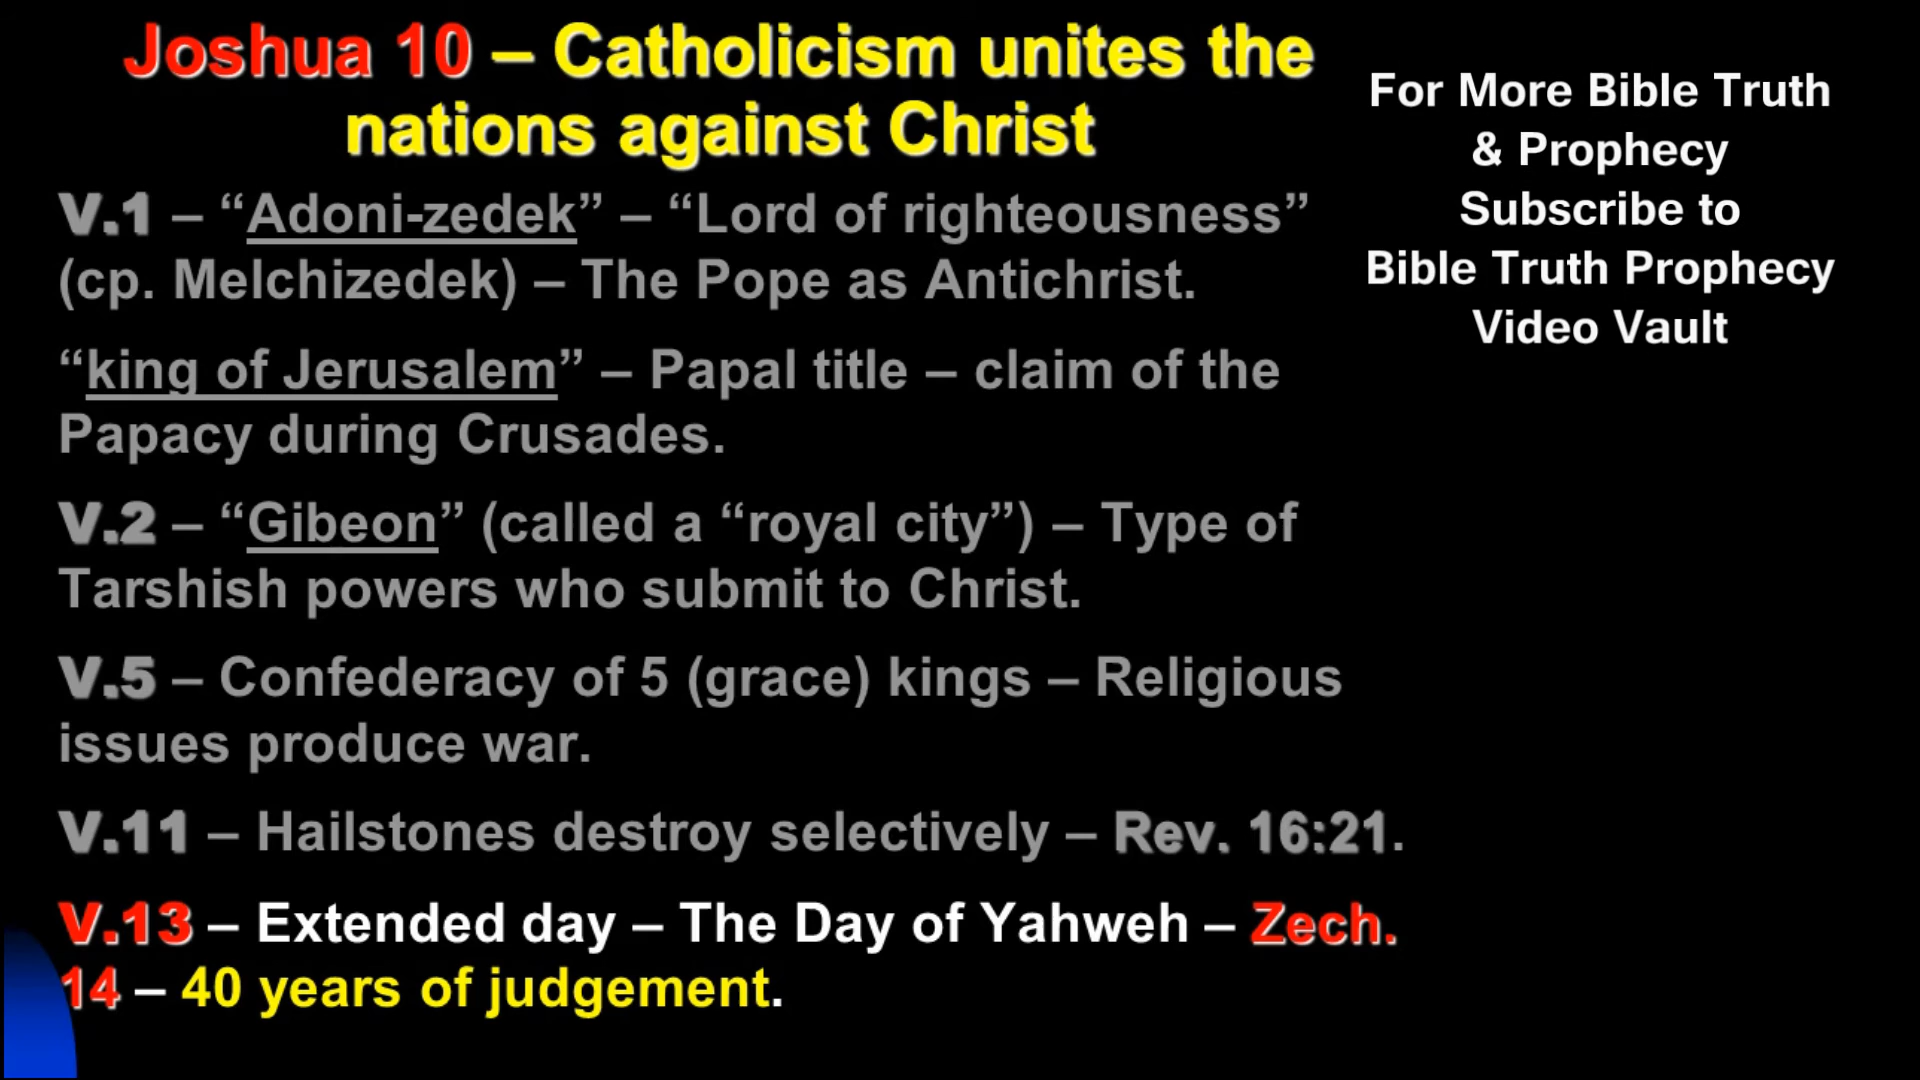 Joshua 10 – Catholicism unites the
nations against Christ
V.1 – “Adoni-zedek” – “Lord of righteousness”
(cp. Melchizedek) – The Pope as Antichrist.
“king of Jerusalem” – Papal title – claim of the
Papacy during Crusades.
V.2 – “Gibeon” (called a “royal city”) – Type of
Tarshish powers who submit to Christ.
V.5 – Confederacy of 5 (grace) kings – Religious
issues produce war.
V.11 – Hailstones destroy selectively – Rev. 16:21.
V.13 – Extended day – The Day of Yahweh – Zech.
14 – 40 years of judgement.
For More Bible Truth
& Prophecy
Subscribe to
Bible Truth Prophecy
Video Vault